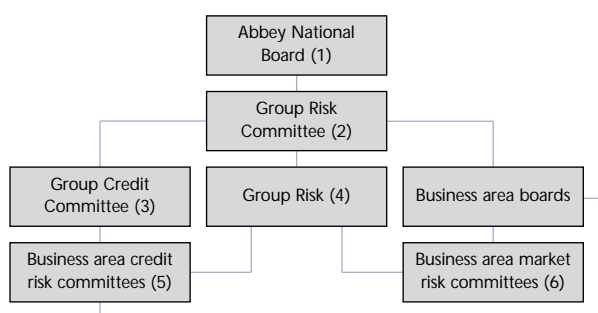 Abbey National
Board (1)
Group Risk
Committee (2)
Group Credit
Committee (3)
Group Risk (4)
Business area boards
Business area credit
risk committees (5)
Business area market
risk committees (6)